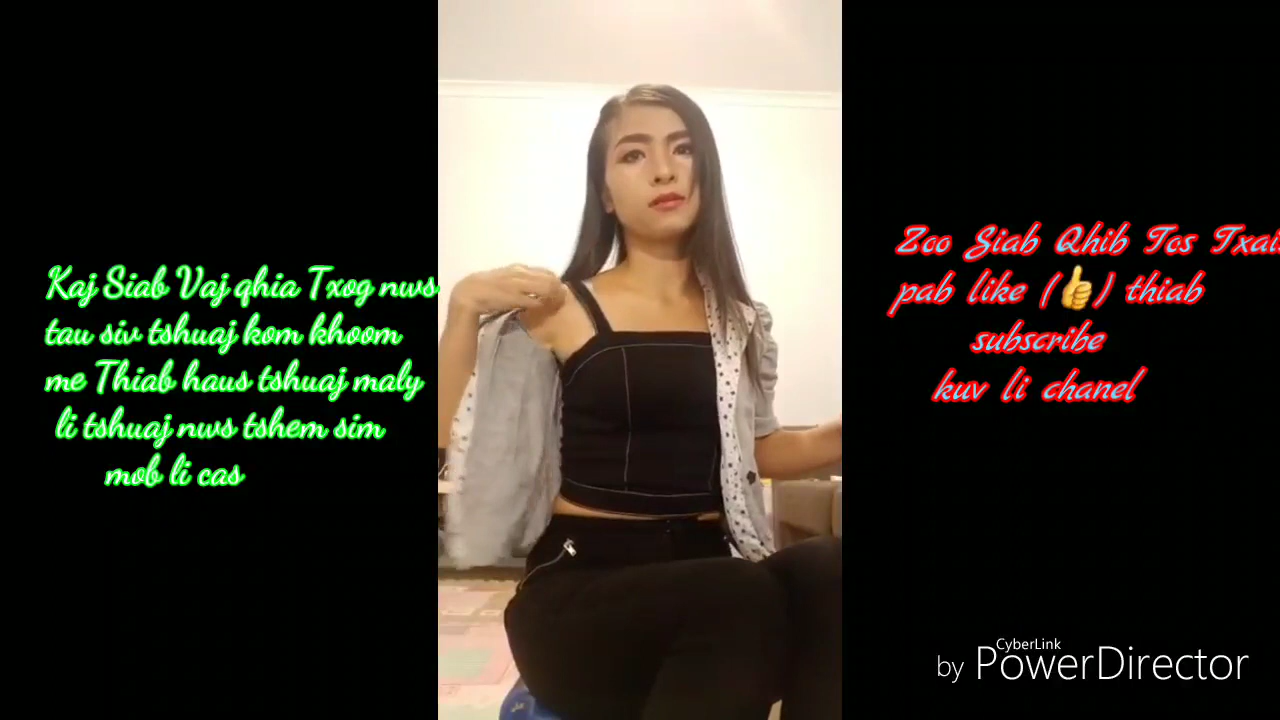 Kaj Siab Vaj qhia Txog nws
tau siv tshuaj kom khoom
me Thiab haus tshuaj maly
li tshuaj nws tshem sim
mob li cas
Zoo Siab Qhib Tos Txais
pab like (👍) thiab
subscribe
kuv li chanel
CyberLink
by PowerDirector